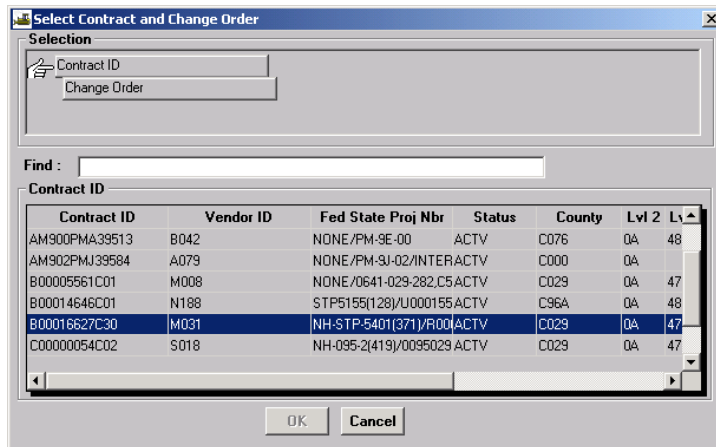 Select Contract and Change Order
Selection
Contract ID
Change Order
Find :
Contract ID
Contract ID Vendor ID Fed State Proj Nbr Status County Lvl 2 Lv
AM900PMA39513 B042 NONE/PM-9E-00 ACTV C076 0A 48
AM902PMJ39584 A079 NONE/PM-9J-02/INTER ACTV C000 0A
B00005561C01 M008 NONE/0641-029-282,C5 ACTV C029 0A 47
B00014646C01 N188 STP5155(128)/U000155 ACTV C96A 0A 48
B00016627C30 M031 NH-STP-5401(371)/R00 ACTV C029 0A 47
C00000054C02 S018 NH-095-2(419)/0095029 ACTV C029 0A 47
OK Cancel